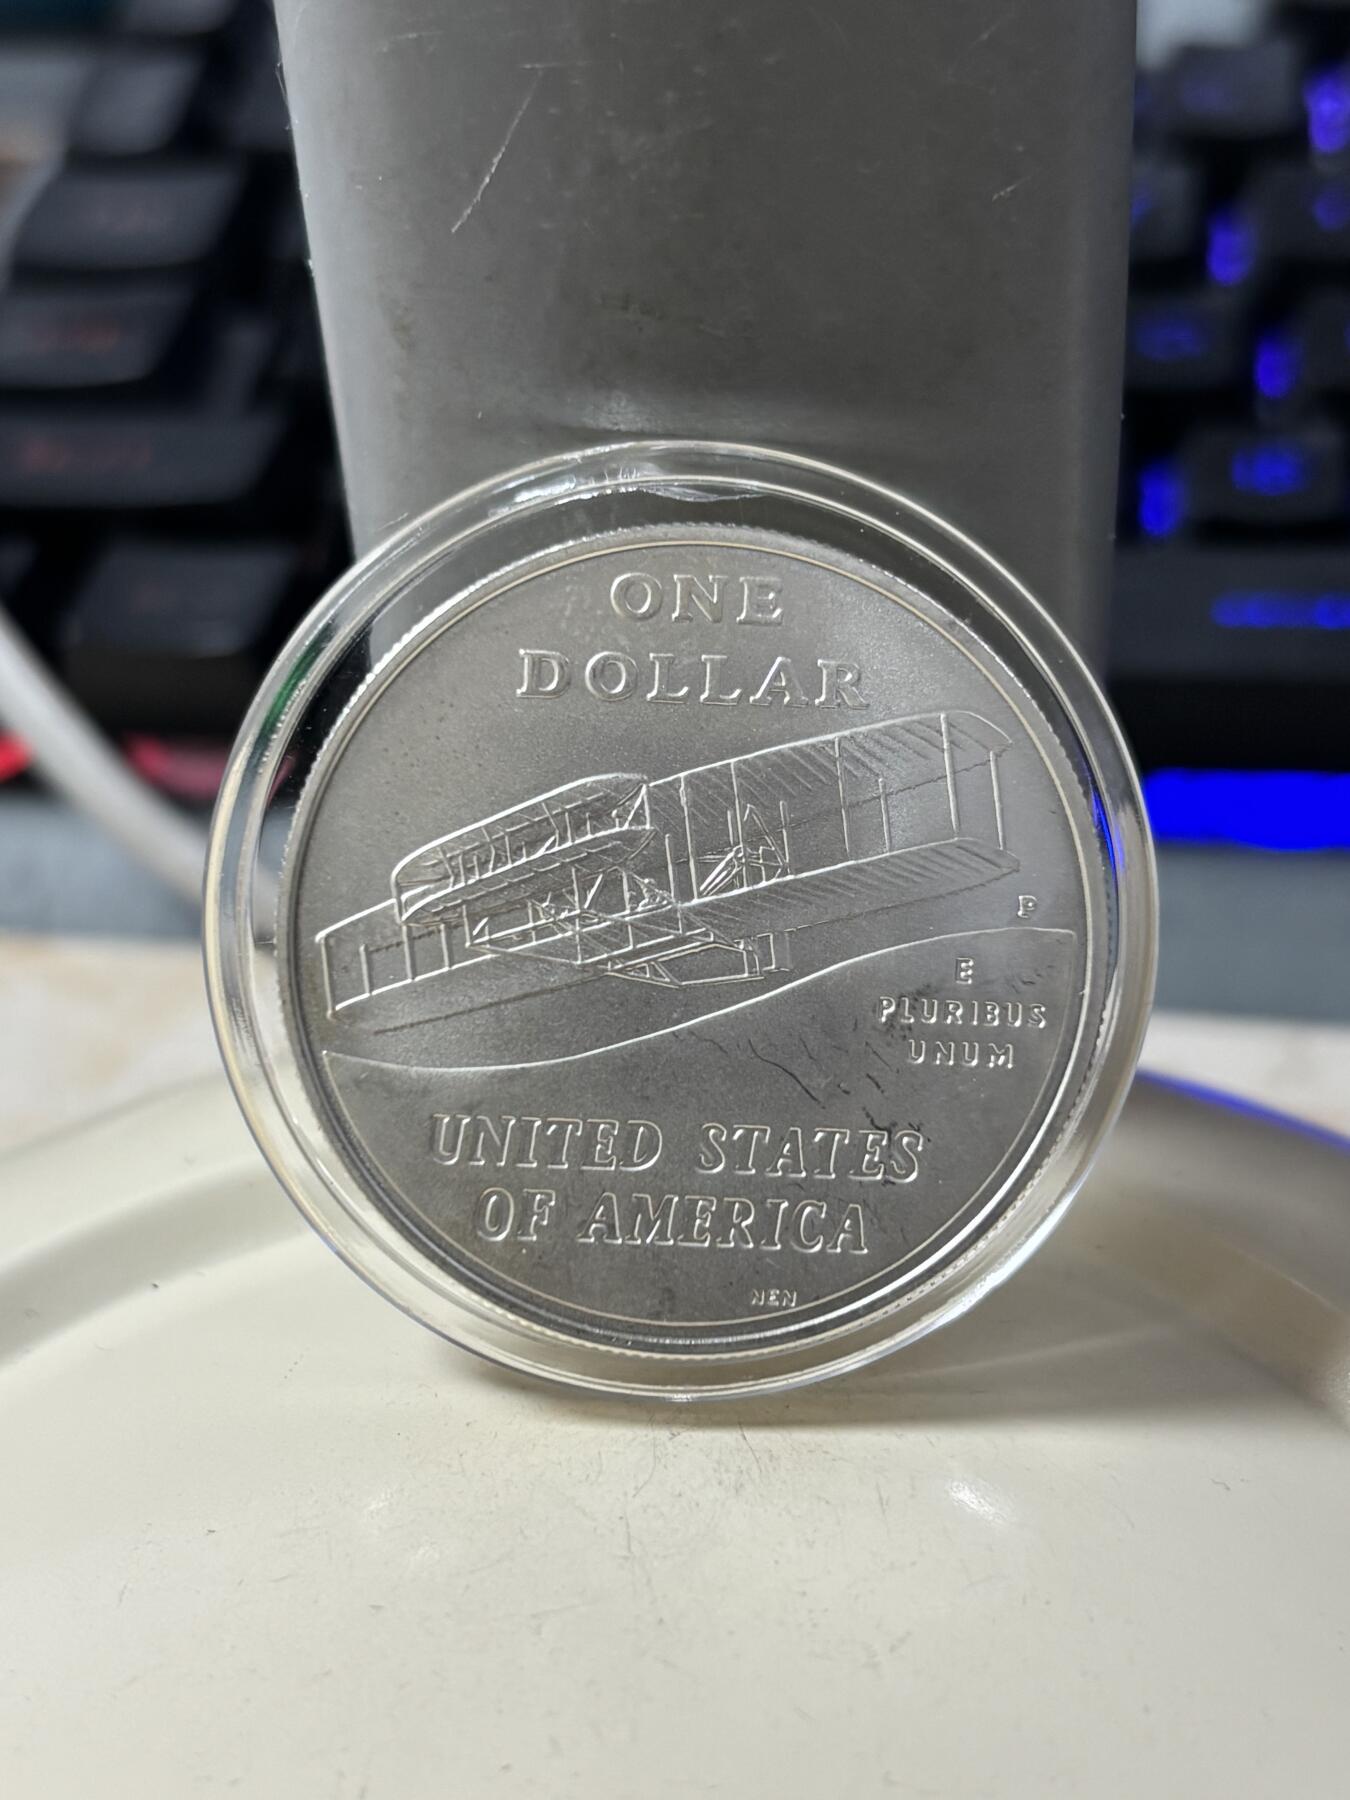 ONE
DOLLAR
P
E
PLURIBUS
UNUM
UNITED STATES
OF AMERICA
NEN